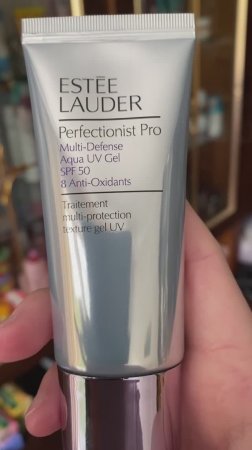 ESTĒE
LAUDER
Perfectionist Pro
Multi-Defense
Aqua UV Gel
SPF 50
8 Anti-Oxidants
Traitement
multi-protection
texture gel UV